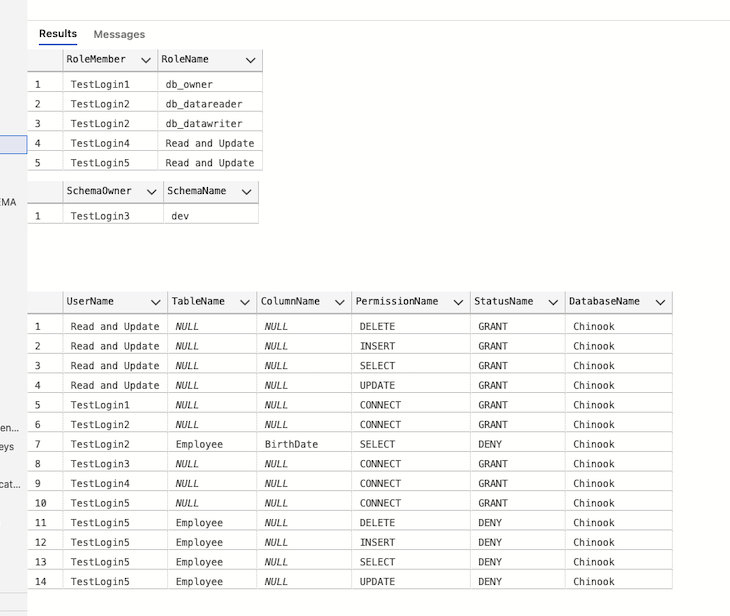 Results Messages
RoleMember RoleName
1 TestLogin1 db_owner
2 TestLogin2 db_datareader
3 TestLogin2 db_datawriter
4 TestLogin4 Read and Update
5 TestLogin5 Read and Update
SchemaOwner SchemaName
EMA
1 TestLogin3 dev
UserName TableName ColumnName PermissionName StatusName DatabaseName
1 Read and Update NULL NULL DELETE GRANT Chinook
2 Read and Update NULL NULL INSERT GRANT Chinook
3 Read and Update NULL NULL SELECT GRANT Chinook
4 Read and Update NULL NULL UPDATE GRANT Chinook
5 TestLogin1 NULL NULL CONNECT GRANT Chinook
6 TestLogin2 NULL NULL CONNECT GRANT Chinook
en...
7 TestLogin2 Employee BirthDate SELECT DENY Chinook
eys
8 TestLogin3 NULL NULL CONNECT GRANT Chinook
9 TestLogin4 NULL NULL CONNECT GRANT Chinook
cat...
10 TestLogin5 NULL NULL CONNECT GRANT Chinook
11 TestLogin5 Employee NULL DELETE DENY Chinook
12 TestLogin5 Employee NULL INSERT DENY Chinook
13 TestLogin5 Employee NULL SELECT DENY Chinook
14 TestLogin5 Employee NULL UPDATE DENY Chinook